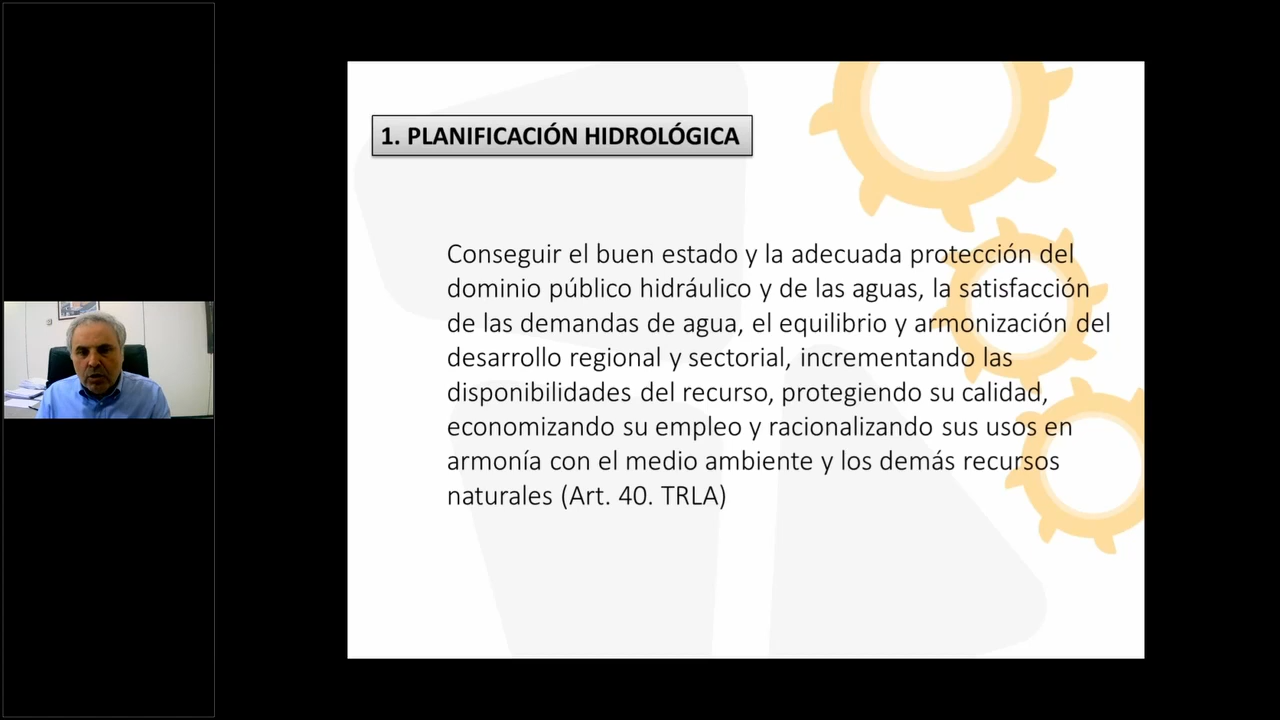 1. PLANIFICACIÓN HIDROLÓGICA
Conseguir el buen estado y la adecuada protección del
dominio público hidráulico y de las aguas, la satisfacción
de las demandas de agua, el equilibrio y armonización del
desarrollo regional y sectorial, incrementando las
disponibilidades del recurso, protegiendo su calidad,
economizando su empleo y racionalizando sus usos en
armonía con el medio ambiente y los demás recursos
naturales (Art. 40. TRLA)